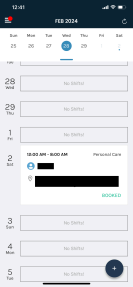 12:41
FEB 2024
Sun Mon Tue Wed Thu Fri Sat
25 26 27 28 29 1 2
28 Wed No Shifts!
29 Thu No Shifts!
1 Fri No Shifts!
2 Sat
12:00 AM - 8:00 AM Personal Care
BOOKED
3 Sun No Shifts!
4 Mon No Shifts!
5 Tue No Shifts!
+